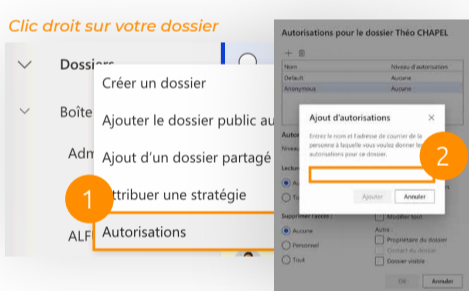 Clic droit sur votre dossier
Dossiers
Créer un dossier
Boîte
Ajouter le dossier public au
Adm
Ajout d'un dossier partagé
1
ttribuer une stratégie
ALF
Autorisations
Autorisations pour le dossier Théo CHAPEL
Nom Niveau d'autorisation
Default Aucune
Anonymous Aucune
Autor
Niveau
Ajout d'autorisations
Entrez le nom et l'adresse de courrier de la
personne à laquelle vous voulez donner les
autorisations pour ce dossier.
2
Lecture
Ajouter Annuler
Supprimer l'accès :
Modifier tout
Aucune
Autre :
Propriétaire du dossier
Personnel
Contact du dossier
Tout
Dossier visible
OK Annuler